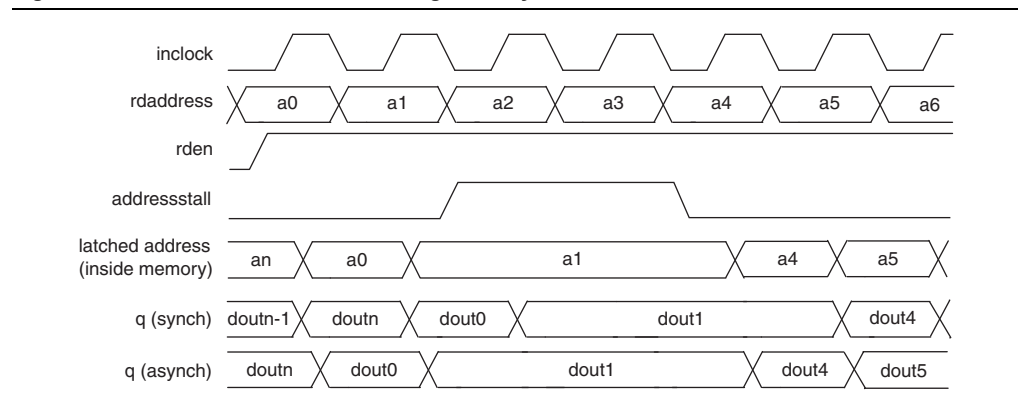 inclock
rdaddress a0 a1 a2 a3 a4 a5 a6
rden
addressstall
latched address
(inside memory) an a0 a1 a4 a5
q (synch) doutn-1 doutn dout0 dout1 dout4
q (asynch) doutn dout0 dout1 dout4 dout5